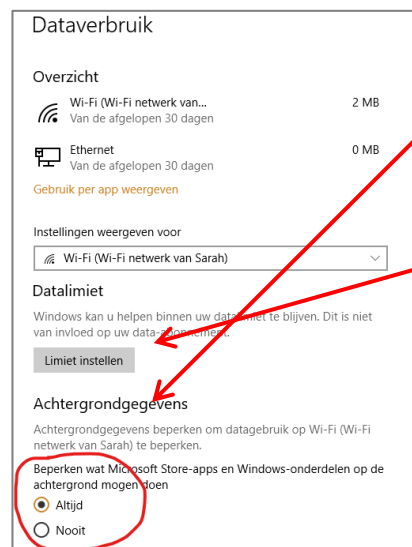 Dataverbruik
Overzicht
Wi-Fi (Wi-Fi netwerk van...
2 MB
Van de afgelopen 30 dagen
Ethernet
0 MB
Van de afgelopen 30 dagen
Gebruik per app weergeven
Instellingen weergeven voor
Wi-Fi (Wi-Fi netwerk van Sarah)
Datalimiet
Windows kan u helpen binnen uw datalimiet te blijven. Dit is niet
van invloed op uw data-abonnement.
Limiet instellen
Achtergrondgegevens
Achtergrondgegevens beperken om datagebruik op Wi-Fi (Wi-Fi
netwerk van Sarah) te beperken.
Beperken wat Microsoft Store-apps en Windows-onderdelen op de
achtergrond mogen doen
Altijd
Nooit